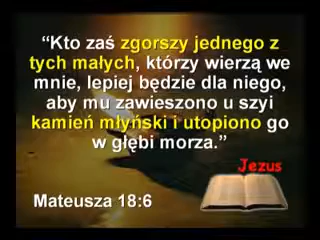 “Kto zaś zgorszy jednego z
tych małych, którzy wierzą we
mnie, lepiej będzie dla niego,
aby mu zawieszono u szyi
kamień młyński i utopiono go
w głębi morza.”
Jezus
Mateusza 18:6